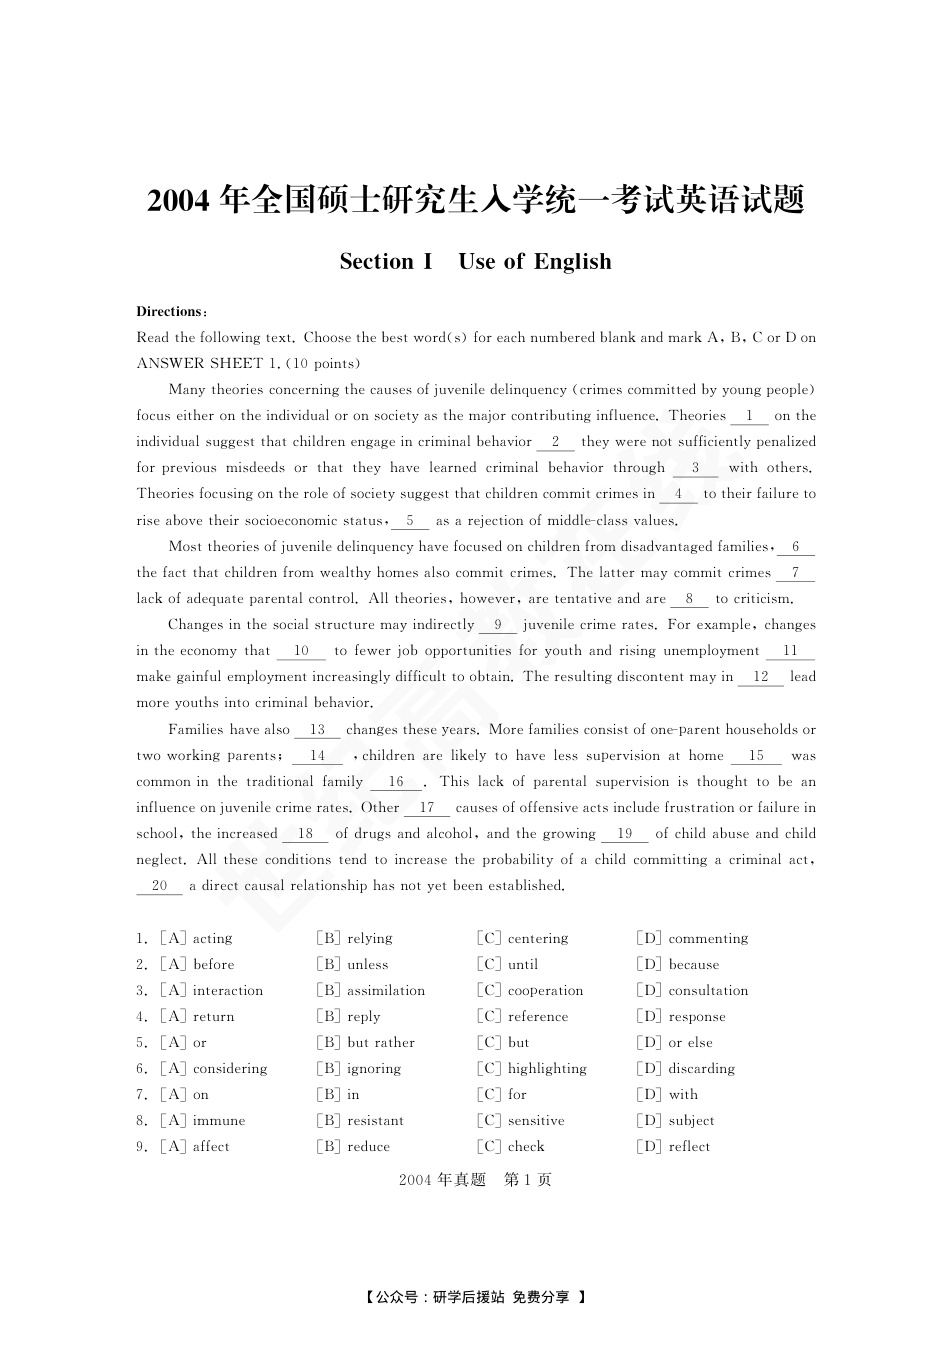 2004 年全国硕士研究生入学统一考试英语试题
Section I Use of English
Directions:
Read the following text. Choose the best word(s) for each numbered blank and mark A, B, C or D on
ANSWER SHEET 1. (10 points)
Many theories concerning the causes of juvenile delinquency (crimes committed by young people)
focus either on the individual or on society as the major contributing influence. Theories 1 on the
individual suggest that children engage in criminal behavior 2 they were not sufficiently penalized
for previous misdeeds or that they have learned criminal behavior through 3 with others.
Theories focusing on the role of society suggest that children commit crimes in 4 to their failure to
rise above their socioeconomic status, 5 as a rejection of middle-class values.
Most theories of juvenile delinquency have focused on children from disadvantaged families, 6
the fact that children from wealthy homes also commit crimes. The latter may commit crimes 7
lack of adequate parental control. All theories, however, are tentative and are 8 to criticism.
Changes in the social structure may indirectly 9 juvenile crime rates. For example, changes
in the economy that 10 to fewer job opportunities for youth and rising unemployment 11
make gainful employment increasingly difficult to obtain. The resulting discontent may in 12 lead
more youths into criminal behavior.
Families have also 13 changes these years. More families consist of one-parent households or
two working parents; 14 , children are likely to have less supervision at home 15 was
common in the traditional family 16 . This lack of parental supervision is thought to be an
influence on juvenile crime rates. Other 17 causes of offensive acts include frustration or failure in
school, the increased 18 of drugs and alcohol, and the growing 19 of child abuse and child
neglect. All these conditions tend to increase the probability of a child committing a criminal act,
20 a direct causal relationship has not yet been established.
1. [A] acting [B] relying [C] centering [D] commenting
2. [A] before [B] unless [C] until [D] because
3. [A] interaction [B] assimilation [C] cooperation [D] consultation
4. [A] return [B] reply [C] reference [D] response
5. [A] or [B] but rather [C] but [D] or else
6. [A] considering [B] ignoring [C] highlighting [D] discarding
7. [A] on [B] in [C] for [D] with
8. [A] immune [B] resistant [C] sensitive [D] subject
9. [A] affect [B] reduce [C] check [D] reflect
2004 年真题 第 1 页
【公众号：研学后援站 免费分享 】